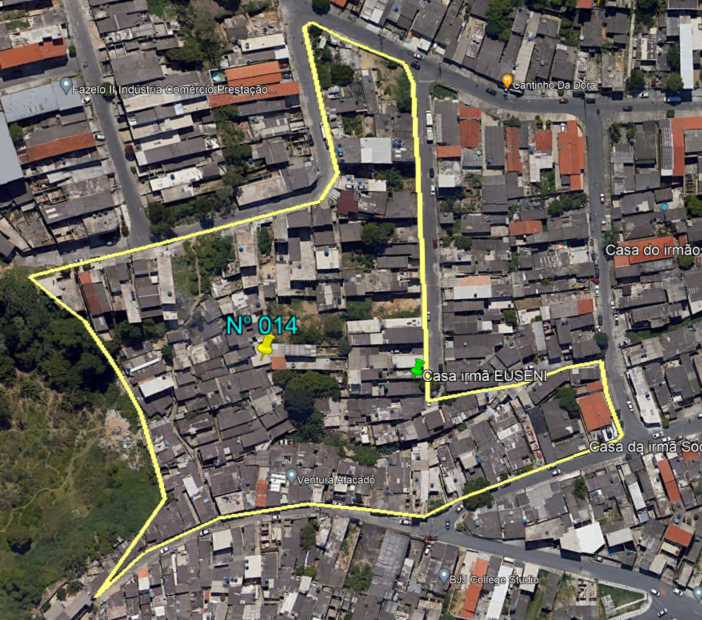 Cantinho Da Dora
Fazelo II, Indústria Comércio Prestação...
Casa do irmão
Nº 014
Casa irmã EUSENI
Casa da irmã Soc
Ventura Atacado
BJJ College Studio